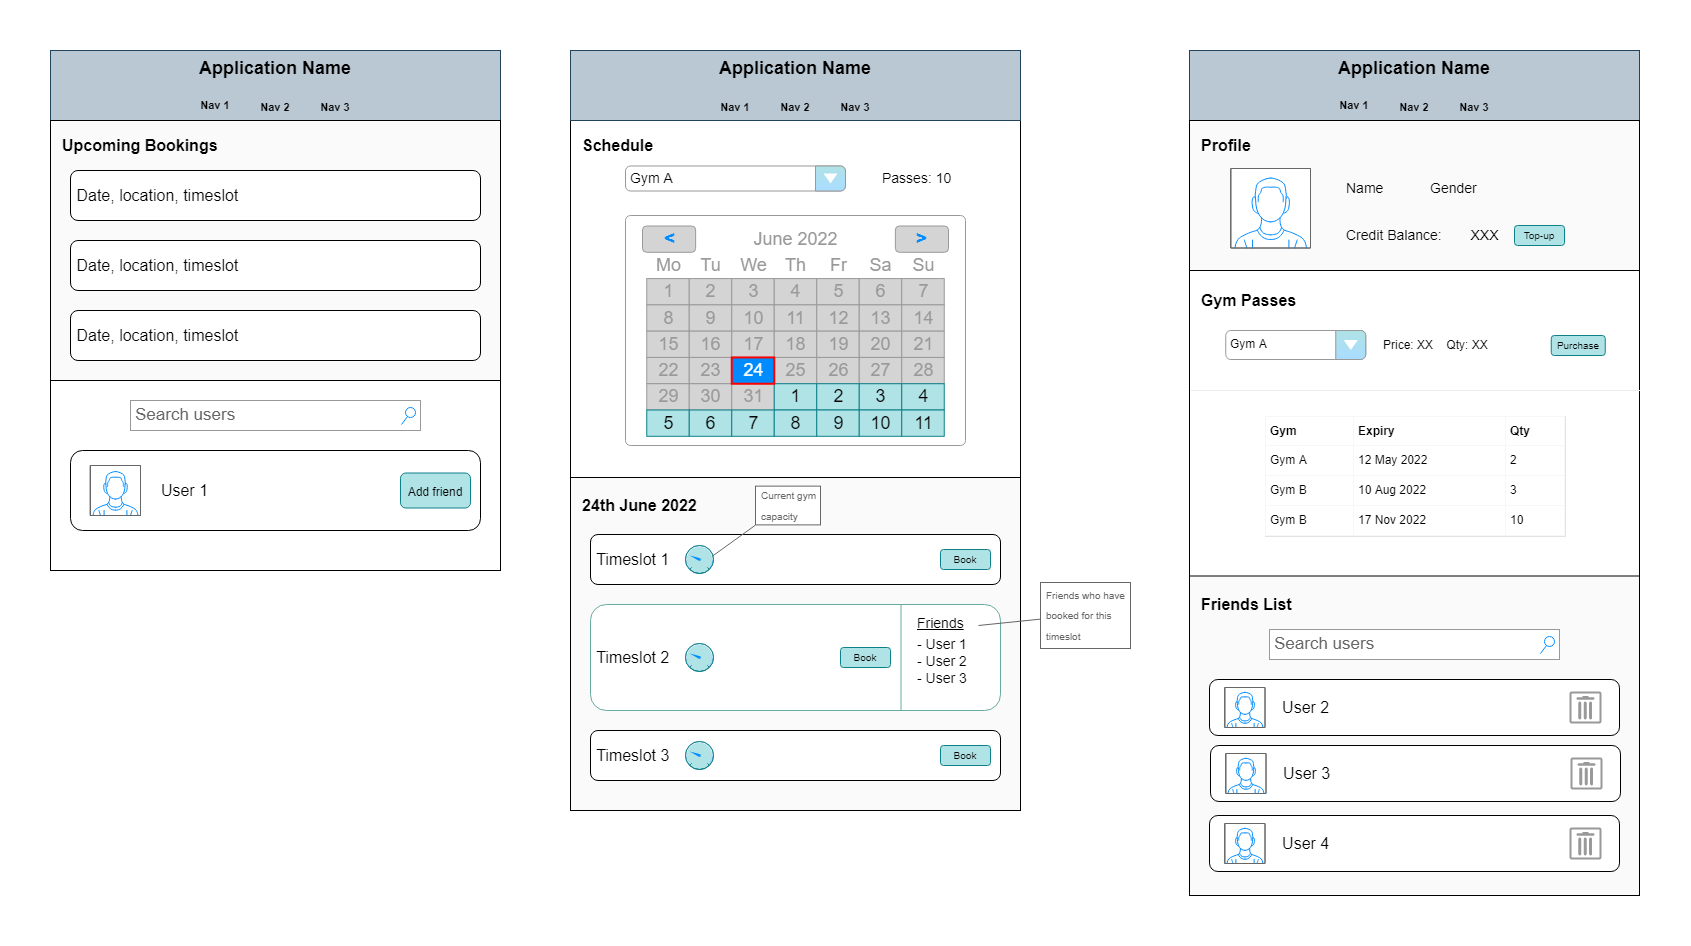 Application Name
Nav 1 Nav 2 Nav 3
Upcoming Bookings
Date, location, timeslot
Date, location, timeslot
Date, location, timeslot
Search users
User 1 Add friend
Application Name
Nav 1 Nav 2 Nav 3
Schedule
Gym A Passes: 10
< June 2022 >
Mo Tu We Th Fr Sa Su
1 2 3 4 5 6 7
8 9 10 11 12 13 14
15 16 17 18 19 20 21
22 23 24 25 26 27 28
29 30 31 1 2 3 4
5 6 7 8 9 10 11
24th June 2022
Current gym
capacity
Timeslot 1 Book
Timeslot 2 Book
Friends
- User 1
- User 2
- User 3
Friends who have
booked for this
timeslot
Timeslot 3 Book
Application Name
Nav 1 Nav 2 Nav 3
Profile
Name Gender
Credit Balance: XXX Top-up
Gym Passes
Gym A Price: XX Qty: XX Purchase
Gym Expiry Qty
Gym A 12 May 2022 2
Gym B 10 Aug 2022 3
Gym B 17 Nov 2022 10
Friends List
Search users
User 2
User 3
User 4